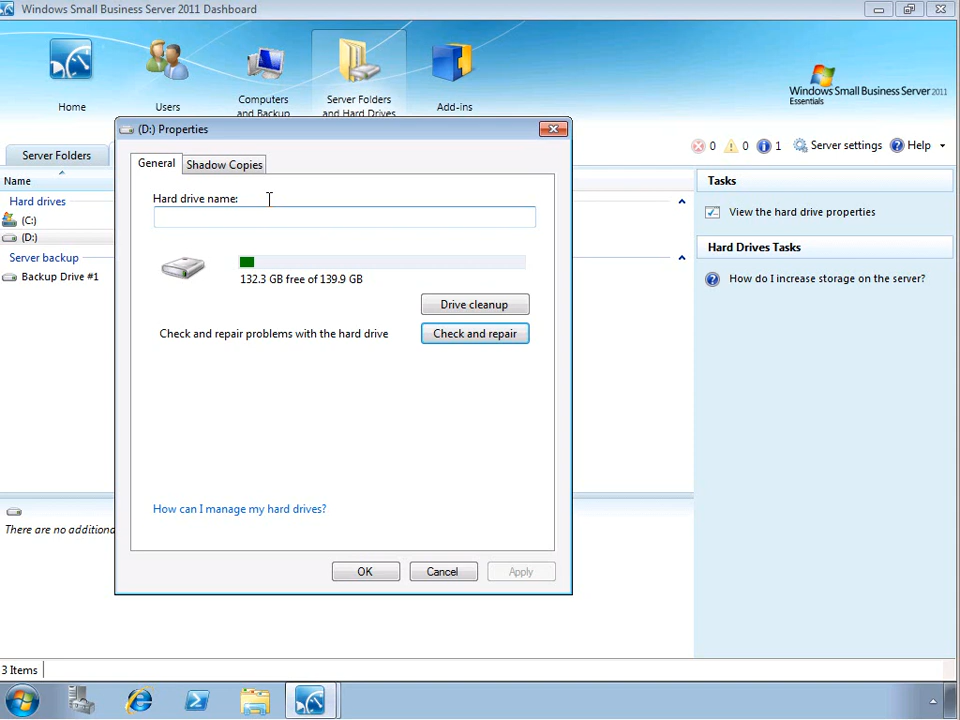 Windows Small Business Server 2011 Dashboard
Home
Users
Computers
and Backup
Server Folders
and Hard Drives
Add-ins
Windows Small Business Server 2011
Essentials
(D:) Properties
Server Folders
0
0
1
Server settings
Help
General
Shadow Copies
Name
Hard drives
(C:)
(D:)
Server backup
Backup Drive #1
Hard drive name:
132.3 GB free of 139.9 GB
Drive cleanup
Check and repair problems with the hard drive
Check and repair
How can I manage my hard drives?
OK
Cancel
Apply
Tasks
View the hard drive properties
Hard Drives Tasks
How do I increase storage on the server?
There are no additiona
3 Items